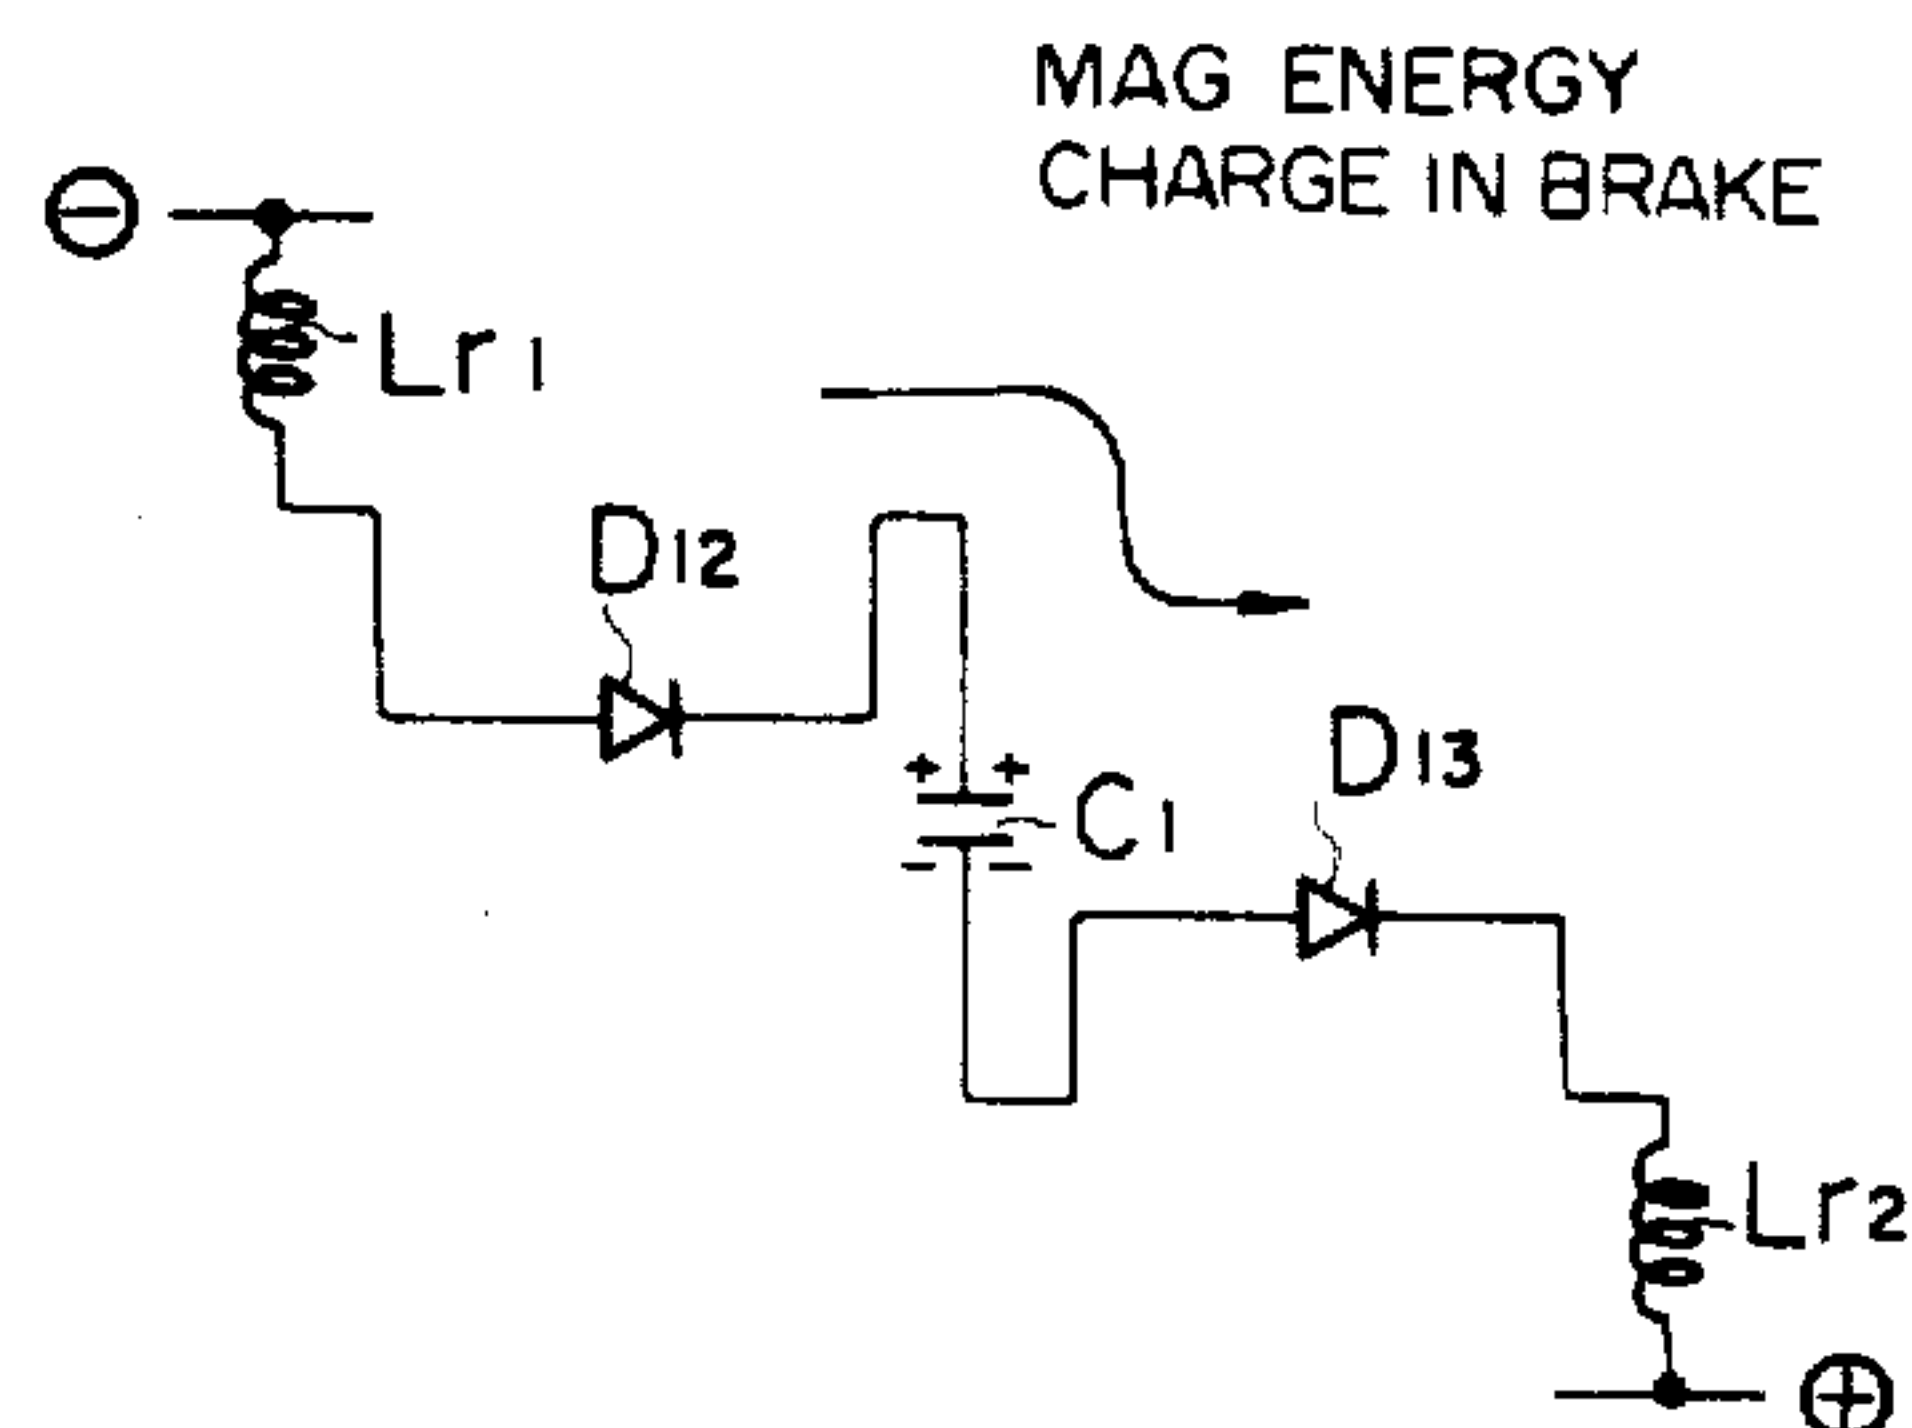 MAG ENERGY
CHARGE IN BRAKE
⊖
Lr1
D12
+ +
C1
- -
D13
Lr2
⊕